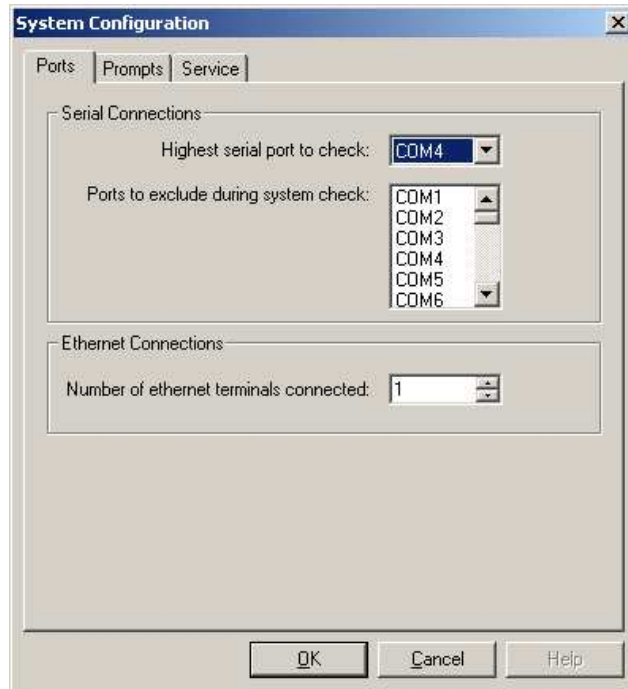 System Configuration
Ports Prompts Service
Serial Connections
Highest serial port to check: COM4
Ports to exclude during system check: COM1
COM2
COM3
COM4
COM5
COM6
Ethernet Connections
Number of ethernet terminals connected: 1
OK Cancel Help